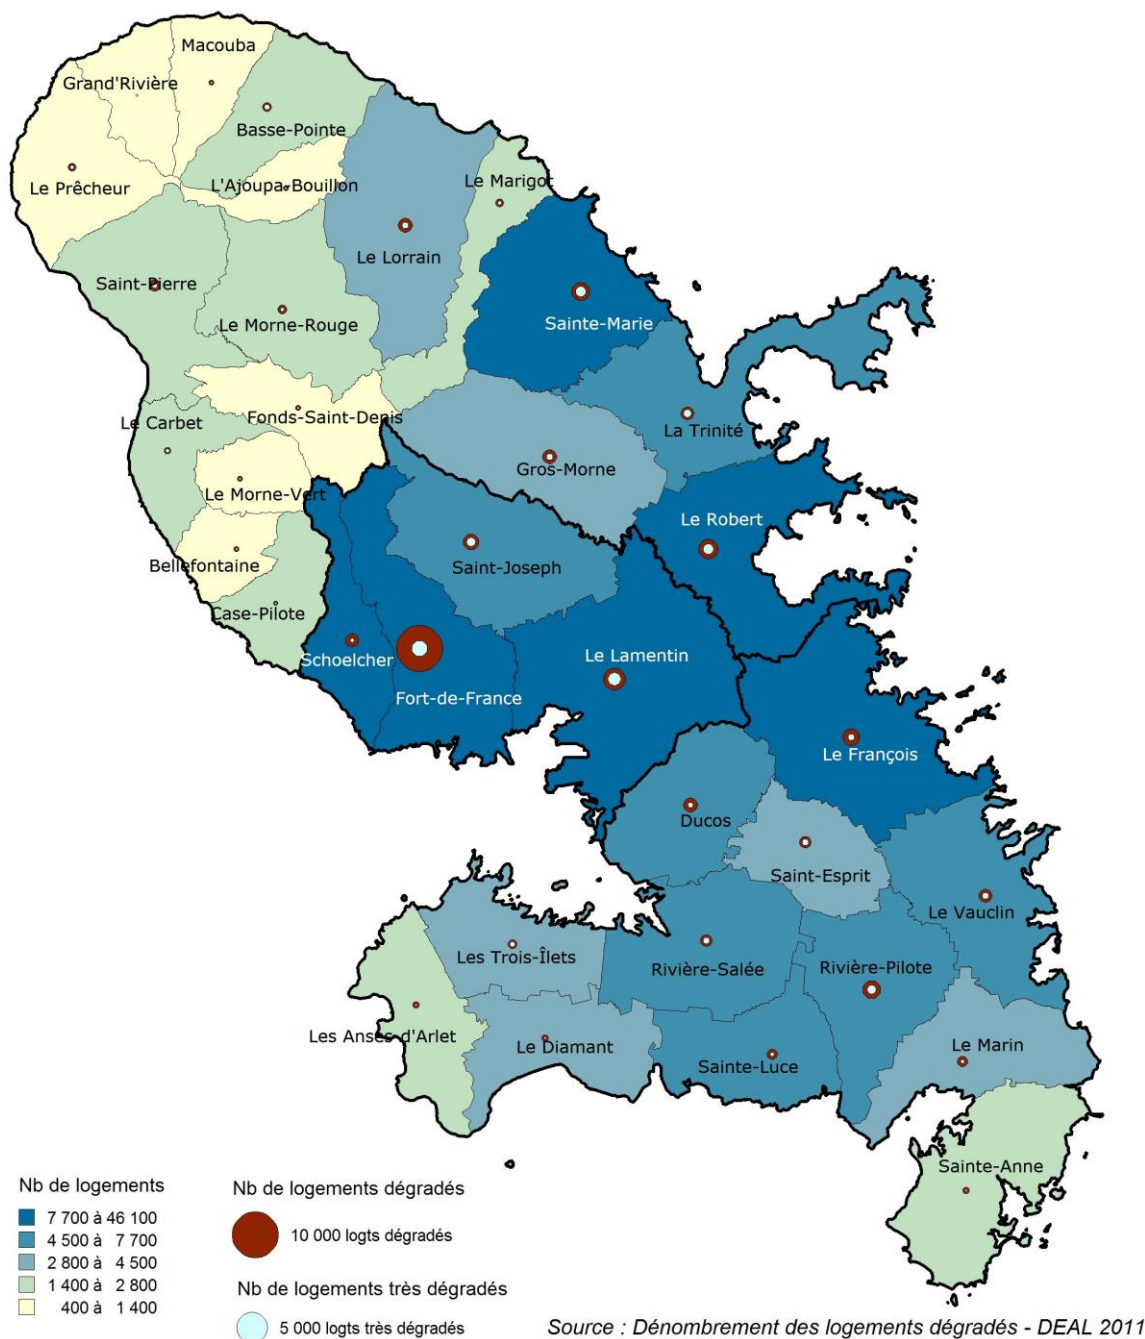 Macouba
Grand'Rivière
Basse-Pointe
Le Prêcheur
L'Ajoupa-Bouillon
Le Marigot
Le Lorrain
Saint-Pierre
Le Morne-Rouge
Sainte-Marie
Fonds-Saint-Denis
Le Carbet
La Trinité
Gros-Morne
Le Morne-Vert
Le Robert
Bellefontaine
Saint-Joseph
Case-Pilote
Schoelcher
Le Lamentin
Fort-de-France
Le François
Ducos
Saint-Esprit
Le Vauclin
Les Trois-Îlets
Rivière-Salée
Rivière-Pilote
Les Anses d'Arlet
Le Diamant
Sainte-Luce
Le Marin
Sainte-Anne
Nb de logements
7 700 à 46 100
4 500 à 7 700
2 800 à 4 500
1 400 à 2 800
400 à 1 400
Nb de logements dégradés
10 000 logts dégradés
Nb de logements très dégradés
5 000 logts très dégradés
Source : Dénombrement des logements dégradés - DEAL 2011